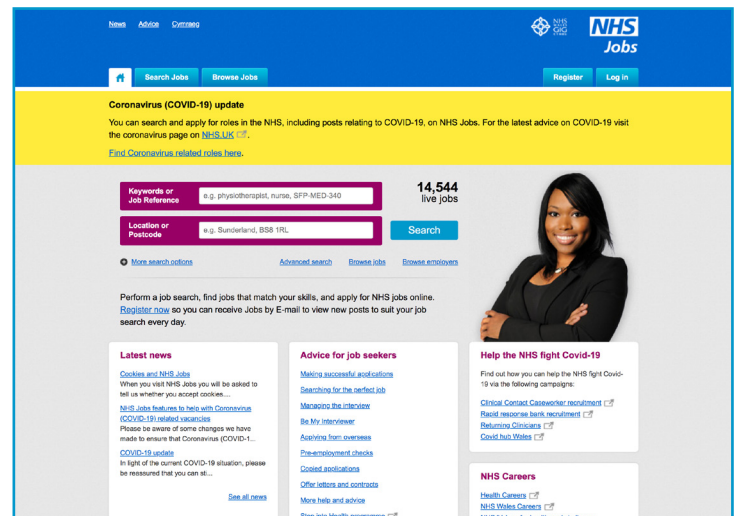 News Advice Cymraeg
NHS
GIG
NHS
Jobs
Search Jobs Browse Jobs Register Log in
Coronavirus (COVID-19) update
You can search and apply for roles in the NHS, including posts relating to COVID-19, on NHS Jobs. For the latest advice on COVID-19 visit
the coronavirus page on NHS.UK.
Find Coronavirus related roles here.
Keywords or
Job Reference
e.g. physiotherapist, nurse, SFP-MED-340
14,544
live jobs
Location or
Postcode
e.g. Sunderland, BS8 1RL
Search
More search options Advanced search Browse jobs Browse employers
Perform a job search, find jobs that match your skills, and apply for NHS jobs online.
Register now so you can receive Jobs by E-mail to view new posts to suit your job
search every day.
Latest news
Cookies and NHS Jobs
When you visit NHS Jobs you will be asked to
tell us whether you accept cookies....
NHS Jobs features to help with Coronavirus
(COVID-19) related vacancies
Please be aware of some changes we have
made to ensure that Coronavirus (COVID-1...
COVID-19 update
In light of the current COVID-19 situation, please
be reassured that you can sti...
See all news
Advice for job seekers
Making successful applications
Searching for the perfect job
Managing the interview
Be My Interviewer
Applying from overseas
Pre-employment checks
Copied applications
Offer letters and contracts
More help and advice
Step into Health programme
Help the NHS fight Covid-19
Find out how you can help the NHS fight Covid-
19 via the following campaigns:
Clinical Contact Caseworker recruitment
Rapid response bank recruitment
Returning Clinicians
Covid hub Wales
NHS Careers
Health Careers
NHS Wales Careers